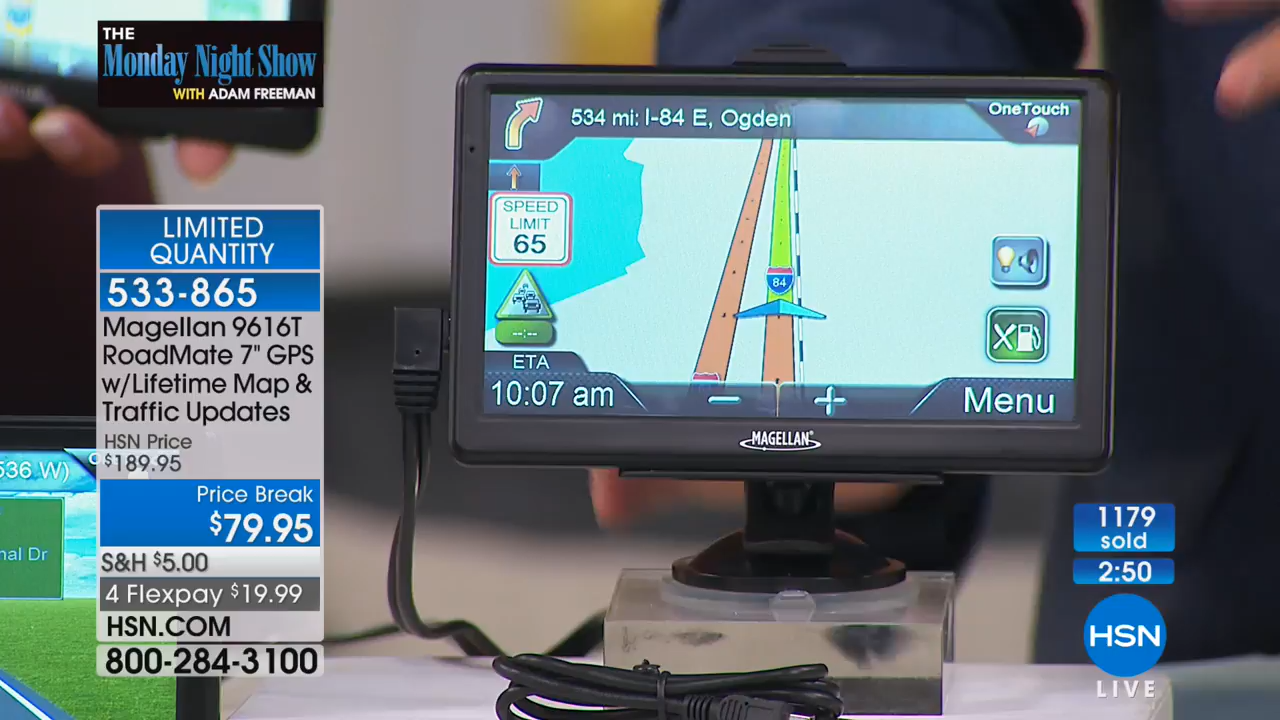 THE
Monday Night Show
WITH ADAM FREEMAN
LIMITED
QUANTITY
533-865
Magellan 9616T
RoadMate 7" GPS
w/Lifetime Map &
Traffic Updates
HSN Price
$189.95
Price Break
$79.95
S&H $5.00
4 Flexpay $19.99
HSN.COM
800-284-3100
536 W)
nal Dr
534 mi: I-84 E, Ogden
OneTouch
SPEED
LIMIT
65
84
--:--
ETA
10:07 am
Menu
MAGELLAN
1179
sold
2:50
HSN
LIVE